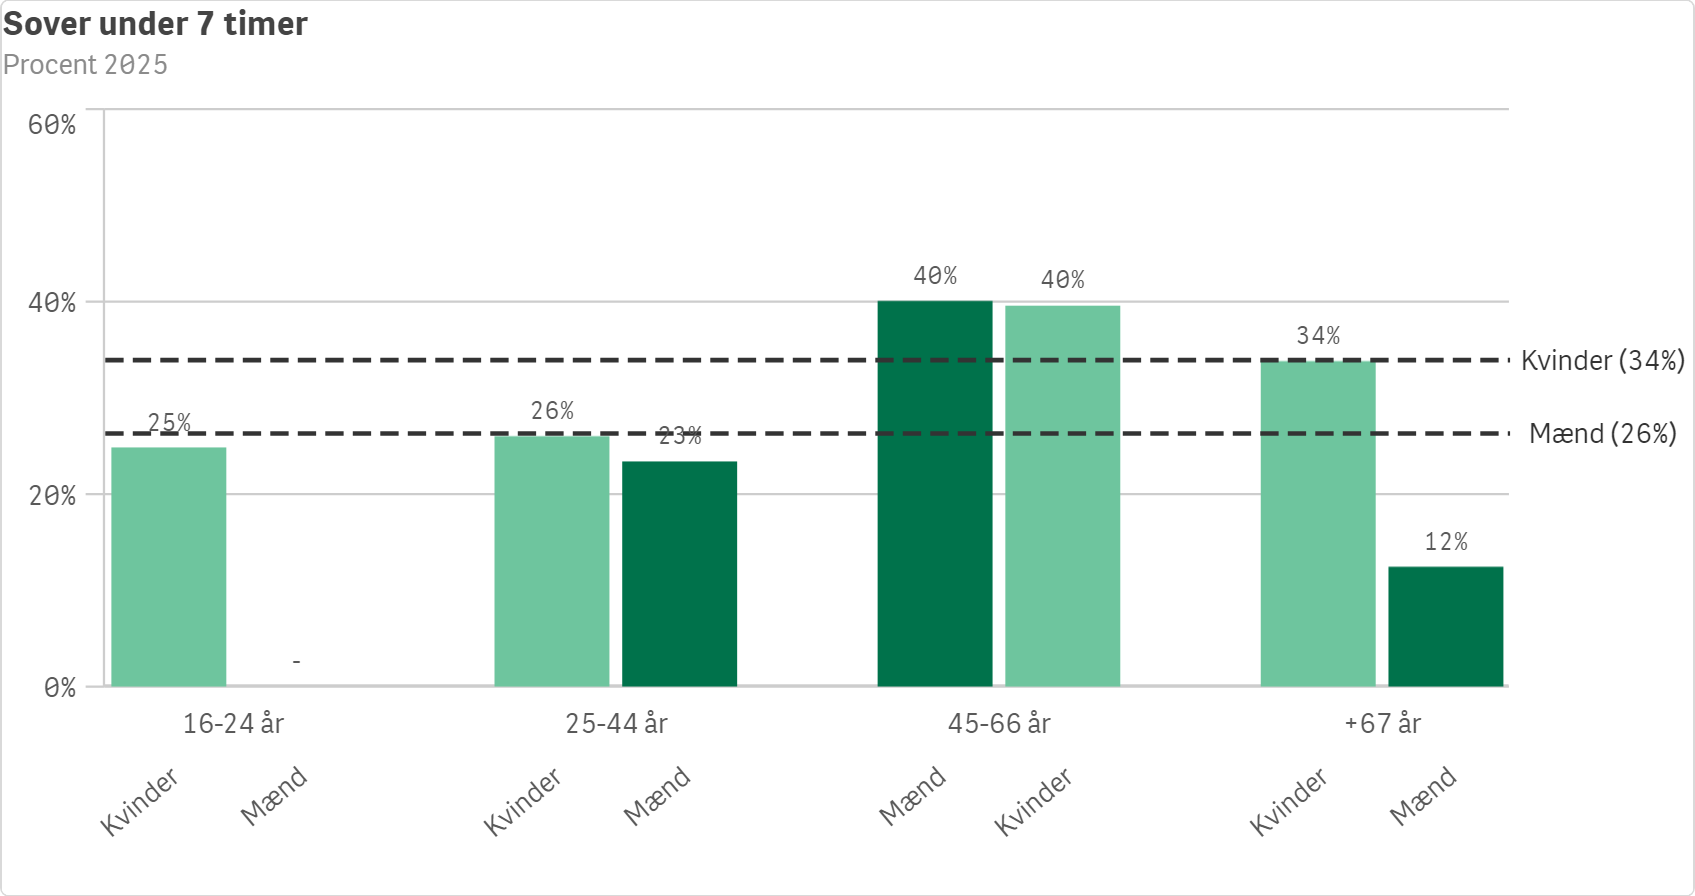 Sover under 7 timer
Procent 2025
60%
40%
20%
0%
25%
-
26%
23%
40%
40%
34%
12%
Kvinder (34%)
Mænd (26%)
16-24 år
25-44 år
45-66 år
+67 år
Kvinder
Mænd
Kvinder
Mænd
Mænd
Kvinder
Kvinder
Mænd